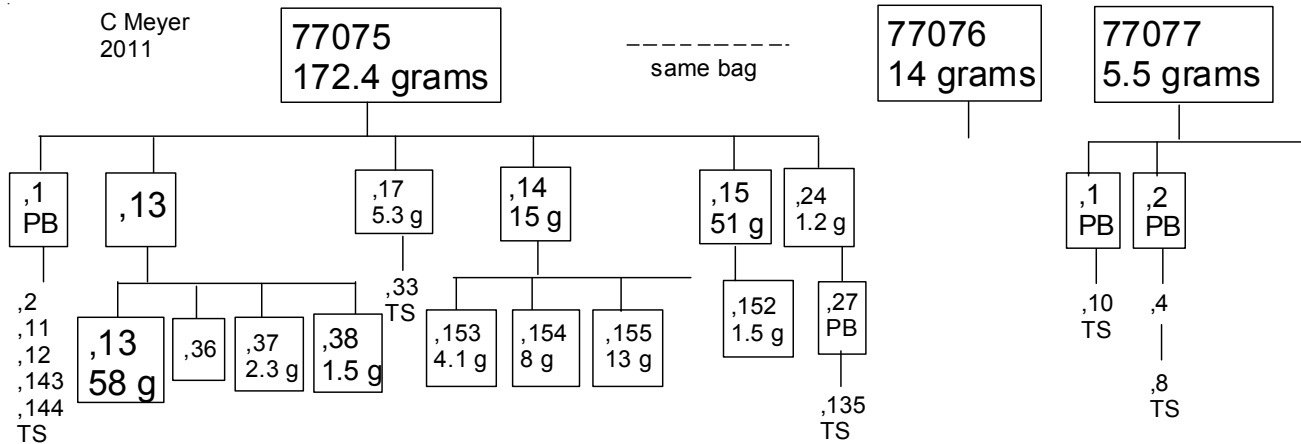 C Meyer
2011
77075
172.4 grams
same bag
77076
14 grams
77077
5.5 grams
,1
PB
,13
,17
5.3 g
,14
15 g
,15
51 g
,24
1.2 g
,1
PB
,2
PB
,2
,11
,12
,143
,144
TS
,13
58 g
,36
,37
2.3 g
,38
1.5 g
,33
TS
,153
4.1 g
,154
8 g
,155
13 g
,152
1.5 g
,27
PB
,135
TS
,10
TS
,4
,8
TS